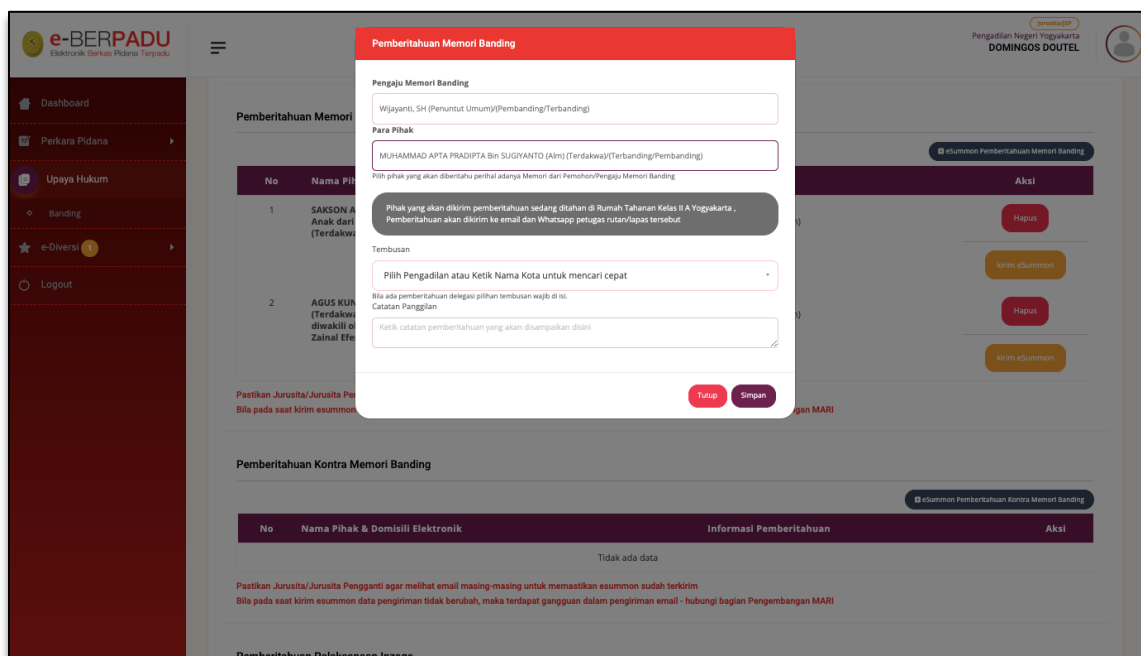 e-BERPADU
Elektronik Berkas Pidana Terpadu
Jurusita/JSP
Pengadilan Negeri Yogyakarta
DOMINGOS DOUTEL
Dashboard
Perkara Pidana
Upaya Hukum
Banding
e-Diversi 1
Logout
Pemberitahuan Memori Banding
Pengaju Memori Banding
Wijayanti, SH (Penuntut Umum)/(Pembanding/Terbanding)
Para Pihak
MUHAMMAD APTA PRADIPTA Bin SUGIYANTO (Alm) (Terdakwa)/(Terbanding/Pembanding)
Pilih pihak yang akan diberitahu perihal adanya Memori dari Pemohon/Pengaju Memori Banding
Pihak yang akan dikirim pemberitahuan sedang ditahan di Rumah Tahanan Kelas II A Yogyakarta ,
Pemberitahuan akan dikirim ke email dan Whatsapp petugas rutan/lapas tersebut
Tembusan
Pilih Pengadilan atau Ketik Nama Kota untuk mencari cepat
Bila ada pemberitahuan delegasi pilihan tembusan wajib di isi.
Catatan Panggilan
Ketik catatan pemberitahuan yang akan disampaikan disini
Tutup
Simpan
Pemberitahuan Memori
eSummon Pemberitahuan Memori Banding
No
Nama Pih
Aksi
1
SAKSON A
Anak dari
(Terdakwa
n)
Hapus
kirim eSummon
2
AGUS KUN
(Terdakwa
diwakili ol
Zainal Efe
n)
Hapus
kirim eSummon
Pastikan Jurusita/Jurusita Pe
Bila pada saat kirim esummon
gan MARI
Pemberitahuan Kontra Memori Banding
eSummon Pemberitahuan Kontra Memori Banding
No Nama Pihak & Domisili Elektronik Informasi Pemberitahuan Aksi
Tidak ada data
Pastikan Jurusita/Jurusita Pengganti agar melihat email masing-masing untuk memastikan esummon sudah terkirim
Bila pada saat kirim esummon data pengiriman tidak berubah, maka terdapat gangguan dalam pengiriman email - hubungi bagian Pengembangan MARI
Pemberitahuan Pelaksanaan Inzage